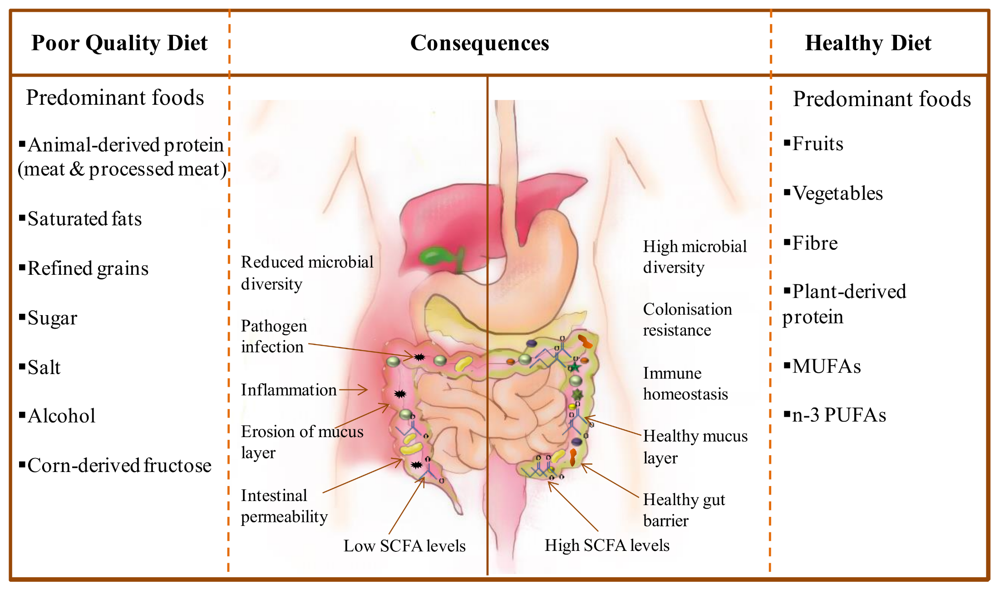 Poor Quality Diet
Consequences
Healthy Diet
Predominant foods
▪Animal-derived protein
(meat & processed meat)
▪Saturated fats
▪Refined grains
▪Sugar
▪Salt
▪Alcohol
▪Corn-derived fructose
Reduced microbial
diversity
Pathogen
infection
Inflammation
Erosion of mucus
layer
Intestinal
permeability
Low SCFA levels
High microbial
diversity
Colonisation
resistance
Immune
homeostasis
Healthy mucus
layer
Healthy gut
barrier
High SCFA levels
Predominant foods
▪Fruits
▪Vegetables
▪Fibre
▪Plant-derived
protein
▪MUFAs
▪n-3 PUFAs